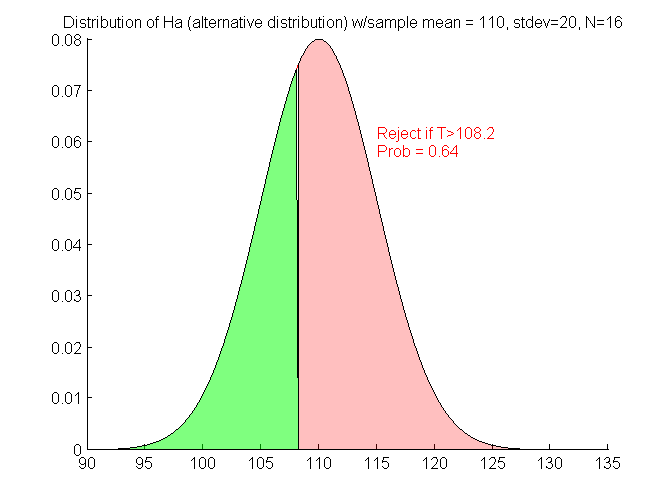 Distribution of Ha (alternative distribution) w/sample mean = 110, stdev=20, N=16
0.08
0.07
0.06
0.05
0.04
0.03
0.02
0.01
0
Reject if T>108.2
Prob = 0.64
90 95 100 105 110 115 120 125 130 135